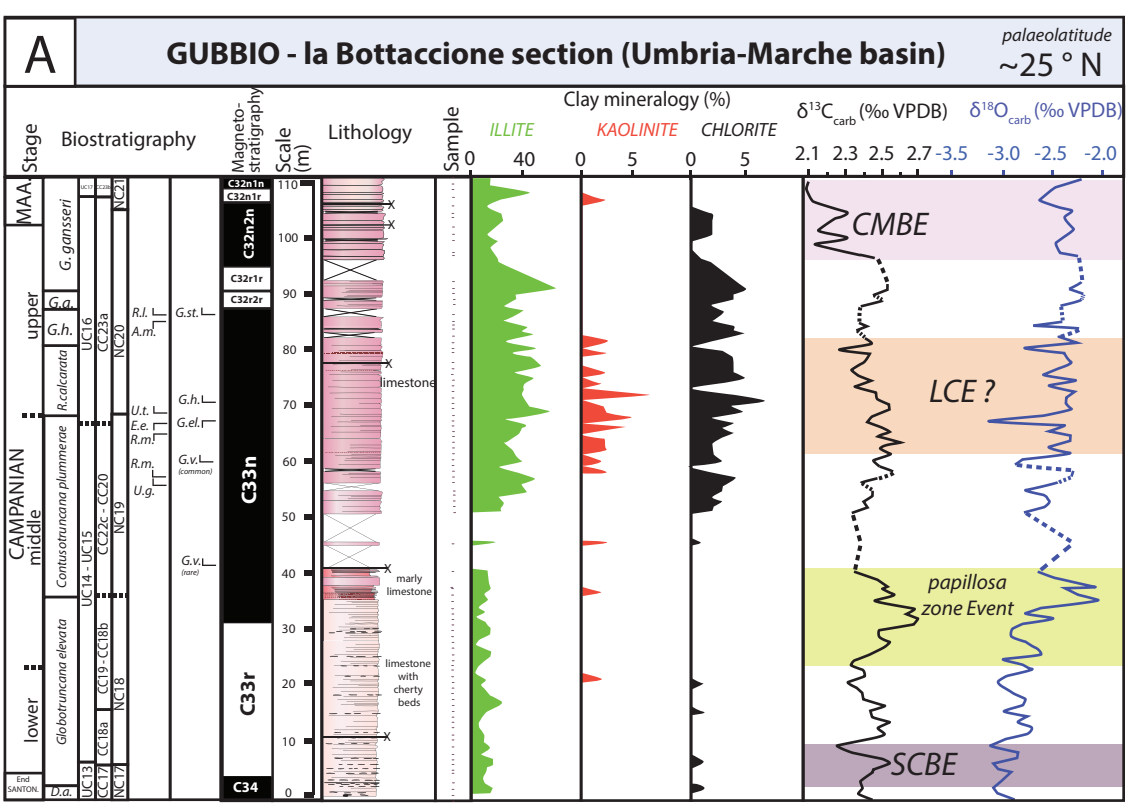 A
GUBBIO - la Bottaccione section (Umbria-Marche basin)
palaeolatitude
~25 ° N
Stage
Biostratigraphy
Magneto-
stratigraphy
Scale
(m)
Lithology
Sample
Clay mineralogy (%)
ILLITE
KAOLINITE
CHLORITE
0 40 0 5 0 5
δ13Ccarb (‰ VPDB)
2.1 2.3 2.5 2.7
δ18Ocarb (‰ VPDB)
-3.5 -3.0 -2.5 -2.0
MAA.
upper
CAMPANIAN
middle
lower
End
SANTON.
G. gansseri
G.a.
G.h.
R.calcarata
Contusotruncana plummerae
Globotruncana elevata
D.a.
UC17
UC16
UC14 - UC15
UC13
CC23b
CC23a
CC22c - CC20
CC19 - CC18b
CC18a
CC17
NC21
NC20
NC19
NC18
NC17
R.l.
A.m.
U.t.
E.e.
R.m.
R.m.
U.g.
G.st.
G.h.
G.el.
G.v.
(common)
G.v.
(rare)
C32n1n
C32n1r
C32n2n
C32r1r
C32r2r
C33n
C33r
C34
110
100
90
80
70
60
50
40
30
20
10
0
X
X
X
limestone
X
marly
limestone
limestone
with
cherty
beds
X
CMBE
LCE ?
papillosa
zone Event
SCBE